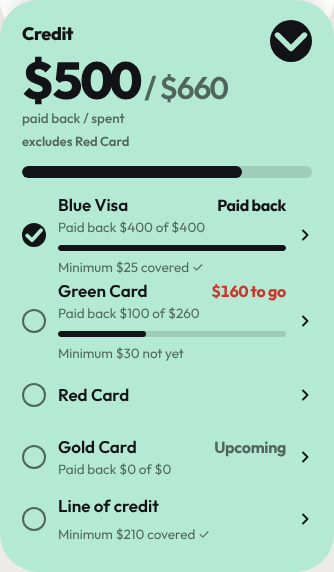 Credit
$500 / $660
paid back / spent
excludes Red Card
Blue Visa Paid back
Paid back $400 of $400
Minimum $25 covered ✓
Green Card $160 to go
Paid back $100 of $260
Minimum $30 not yet
Red Card
Gold Card Upcoming
Paid back $0 of $0
Line of credit
Minimum $210 covered ✓